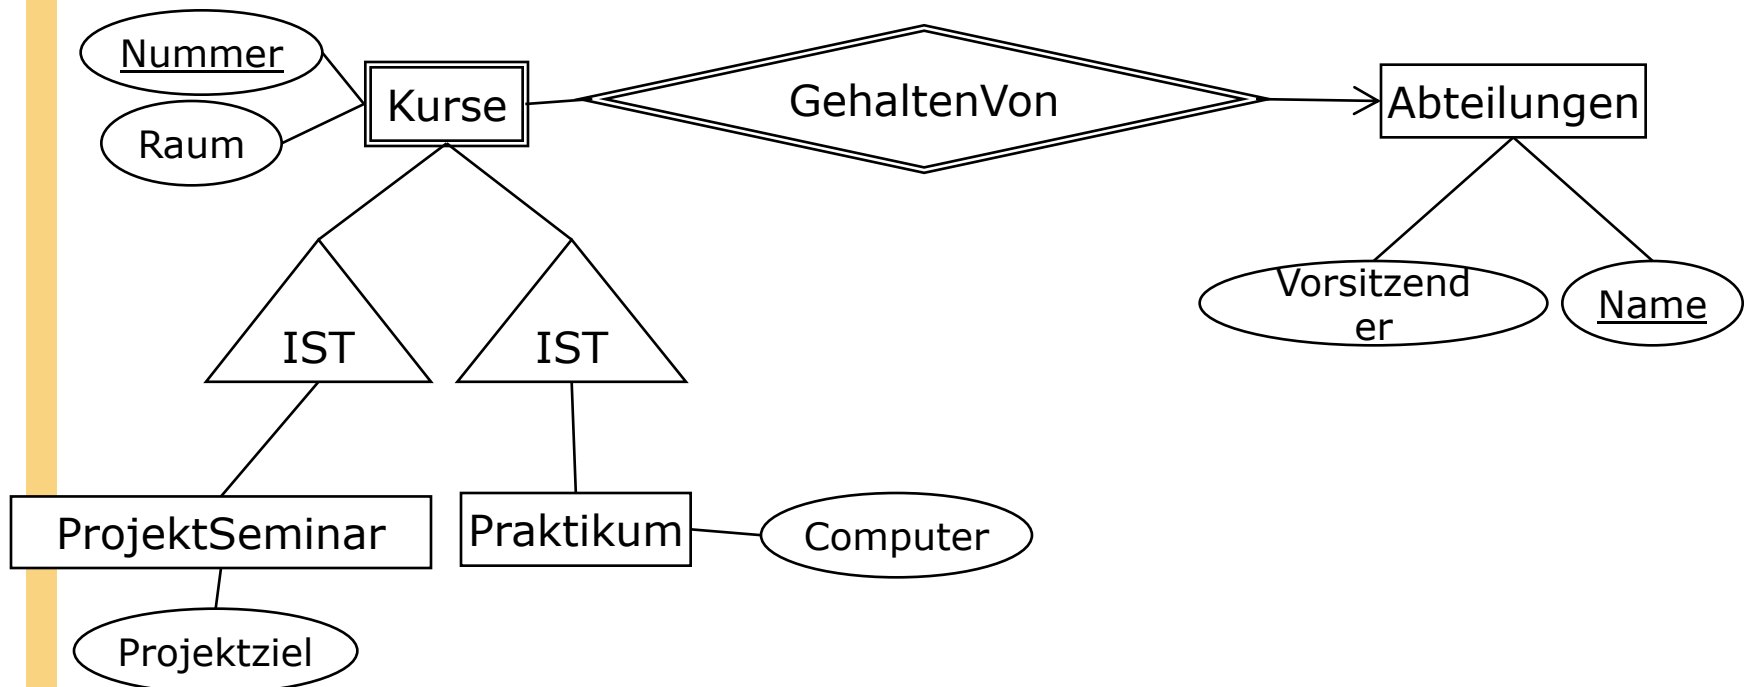 Nummer
Kurse
GehaltenVon
Abteilungen
Raum
Vorsitzend
er
Name
IST
IST
ProjektSeminar
Praktikum
Computer
Projektziel